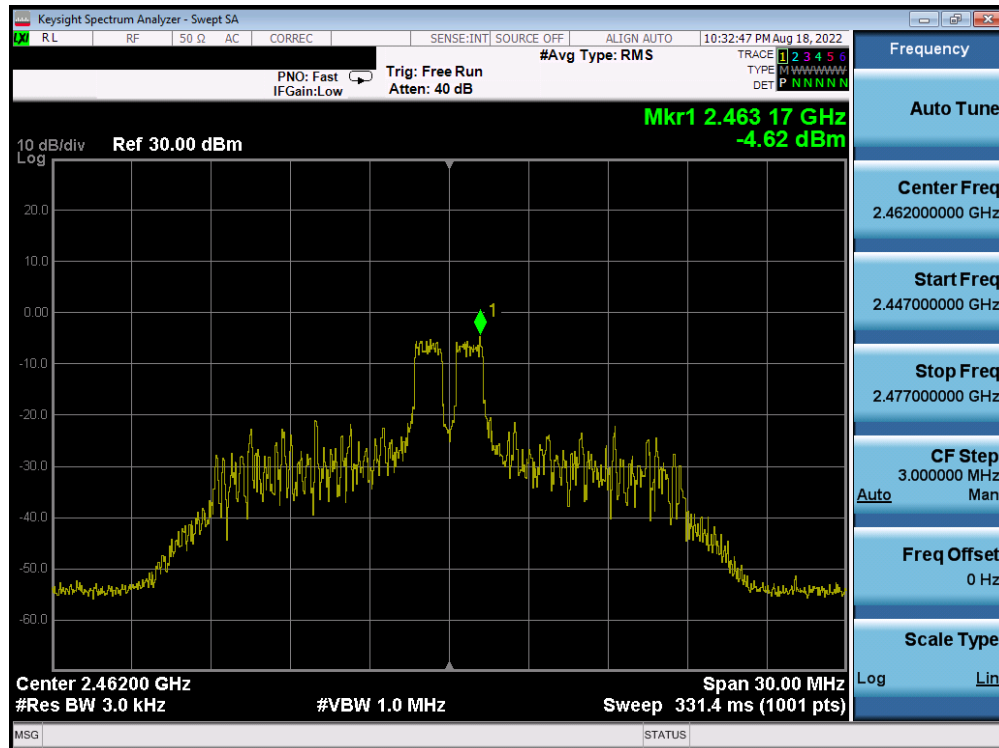 Keysight Spectrum Analyzer - Swept SA
LXI RL RF 50 Ω AC CORREC SENSE:INT SOURCE OFF ALIGN AUTO 10:32:47 PM Aug 18, 2022
#Avg Type: RMS
TRACE 1 2 3 4 5 6
PNO: Fast Trig: Free Run
TYPE M WWWWW
IFGain:Low Atten: 40 dB
DET P N N N N N
Mkr1 2.463 17 GHz
-4.62 dBm
10 dB/div Ref 30.00 dBm
Log
20.0
10.0
0.00
1
-10.0
-20.0
-30.0
-40.0
-50.0
-60.0
Center 2.46200 GHz Span 30.00 MHz
#Res BW 3.0 kHz #VBW 1.0 MHz Sweep 331.4 ms (1001 pts)
MSG STATUS
Frequency
Auto Tune
Center Freq
2.462000000 GHz
Start Freq
2.447000000 GHz
Stop Freq
2.477000000 GHz
CF Step
3.000000 MHz
Auto Man
Freq Offset
0 Hz
Scale Type
Log Lin